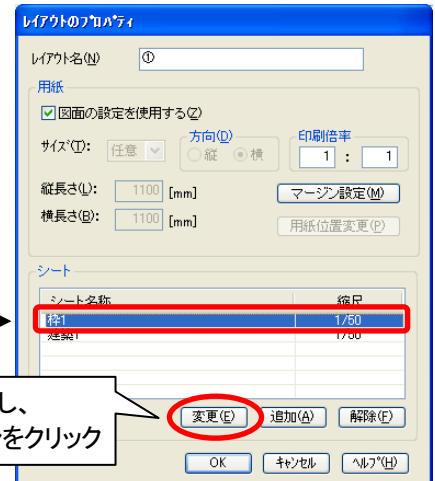 レイアウトのプロパティ
レイアウト名(N) ①
用紙
図面の設定を使用する(Z)
サイズ(T): 任意 方向(D) 縦 横 印刷倍率 1 : 1
縦長さ(L): 1100 [mm] マージン設定(M)
横長さ(B): 1100 [mm] 用紙位置変更(P)
シート
シート名称 縮尺
枠1 1/50
建築1 1/50
し、
をクリック
変更(E) 追加(A) 解除(F)
OK キャンセル ヘルプ(H)